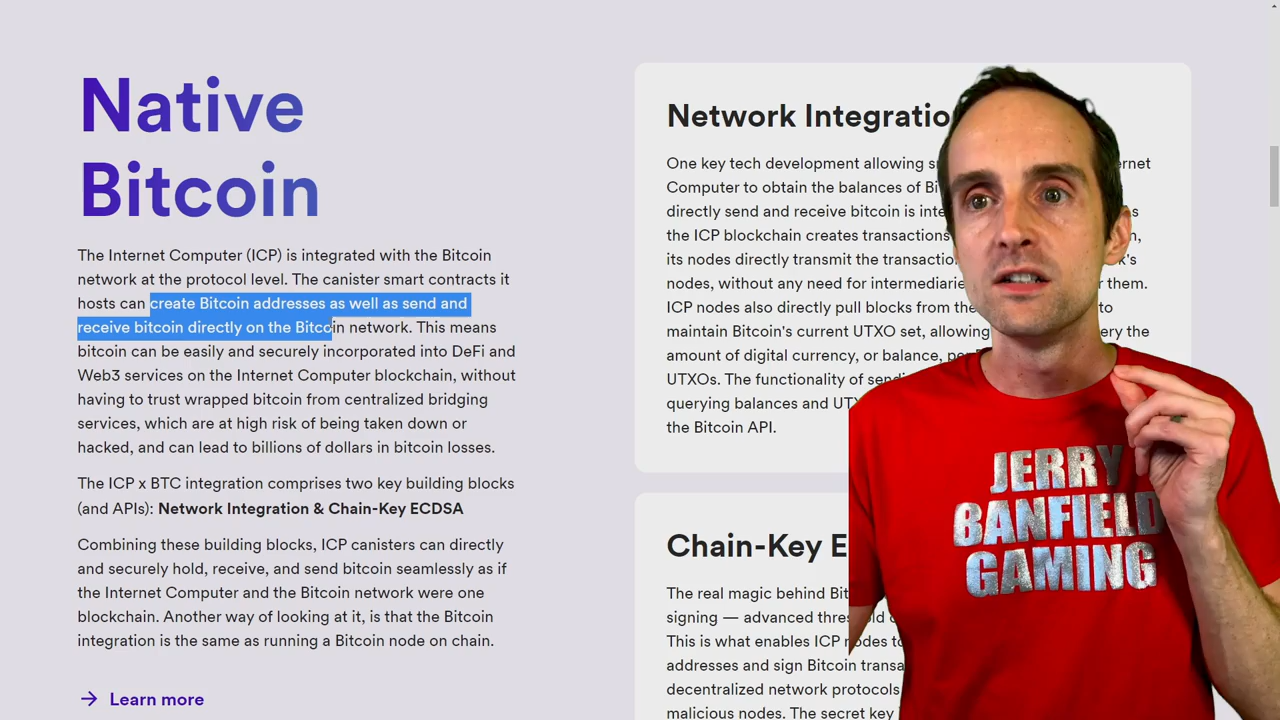 Native
Bitcoin
The Internet Computer (ICP) is integrated with the Bitcoin
network at the protocol level. The canister smart contracts it
hosts can create Bitcoin addresses as well as send and
receive bitcoin directly on the Bitcoin network. This means
bitcoin can be easily and securely incorporated into DeFi and
Web3 services on the Internet Computer blockchain, without
having to trust wrapped bitcoin from centralized bridging
services, which are at high risk of being taken down or
hacked, and can lead to billions of dollars in bitcoin losses.
The ICP x BTC integration comprises two key building blocks
(and APIs): Network Integration & Chain-Key ECDSA
Combining these building blocks, ICP canisters can directly
and securely hold, receive, and send bitcoin seamlessly as if
the Internet Computer and the Bitcoin network were one
blockchain. Another way of looking at it, is that the Bitcoin
integration is the same as running a Bitcoin node on chain.
→ Learn more
Network
One key tech development allowing
Computer to obtain the balances of
directly send and receive bitcoin is
the ICP blockchain creates transactions
its nodes directly transmit the
nodes, without any need for them.
ICP nodes also directly pull blocks from
maintain Bitcoin's current UTXO set, allowing the
amount of digital currency, or balance,
UTXOs. The functionality of
querying balances and
the Bitcoin API.
Chain-Key
The real magic behind
signing — advanced
This is what enables ICP nodes
addresses and sign Bitcoin
decentralized network protocols
malicious nodes. The secret key
JERRY
BANFIELD
GAMING